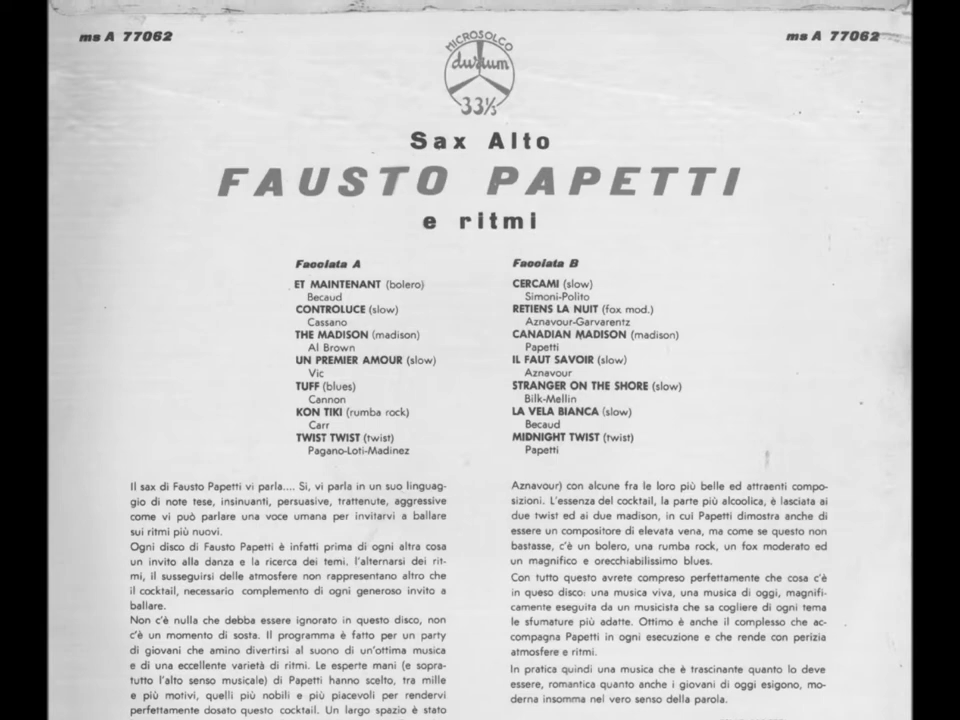 ms A 77062
ms A 77062
MICROSOLCO
durium
33⅓
Sax Alto
FAUSTO PAPETTI
e ritmi
Facciata A
ET MAINTENANT (bolero)
Becaud
CONTROLUCE (slow)
Cassano
THE MADISON (madison)
Al Brown
UN PREMIER AMOUR (slow)
Vic
TUFF (blues)
Cannon
KON TIKI (rumba rock)
Carr
TWIST TWIST (twist)
Pagano-Loti-Madinez
Facciata B
CERCAMI (slow)
Simoni-Polito
RETIENS LA NUIT (fox mod.)
Aznavour-Garvarentz
CANADIAN MADISON (madison)
Papetti
IL FAUT SAVOIR (slow)
Aznavour
STRANGER ON THE SHORE (slow)
Bilk-Mellin
LA VELA BIANCA (slow)
Becaud
MIDNIGHT TWIST (twist)
Papetti
Il sax di Fausto Papetti vi parla.... Si, vi parla in un suo linguag-
gio di note tese, insinuanti, persuasive, trattenute, aggressive
come vi può parlare una voce umana per invitarvi a ballare
sui ritmi più nuovi.
Ogni disco di Fausto Papetti è infatti prima di ogni altra cosa
un invito alla danza e la ricerca dei temi, l'alternarsi dei rit-
mi, il susseguirsi delle atmosfere non rappresentano altro che
il cocktail, necessario complemento di ogni generoso invito a
ballare.
Non c'è nulla che debba essere ignorato in questo disco, non
c'è un momento di sosta. Il programma è fatto per un party
di giovani che amino divertirsi al suono di un'ottima musica
e di una eccellente varietà di ritmi. Le esperte mani (e sopra-
tutto l'alto senso musicale) di Papetti hanno scelto, tra mille
e più motivi, quelli più nobili e più piacevoli per rendervi
perfettamente dosato questo cocktail. Un largo spazio è stato
Aznavour) con alcune fra le loro più belle ed attraenti compo-
sizioni. L'essenza del cocktail, la parte più alcoolica, è lasciata ai
due twist ed ai due madison, in cui Papetti dimostra anche di
essere un compositore di elevata vena, ma come se questo non
bastasse, c'è un bolero, una rumba rock, un fox moderato ed
un magnifico e orecchiabilissimo blues.
Con tutto questo avrete compreso perfettamente che cosa c'è
in queso disco: una musica viva, una musica di oggi, magnifi-
camente eseguita da un musicista che sa cogliere di ogni tema
le sfumature più adatte. Ottimo è anche il complesso che ac-
compagna Papetti in ogni esecuzione e che rende con perizia
atmosfere e ritmi.
In pratica quindi una musica che è trascinante quanto lo deve
essere, romantica quanto anche i giovani di oggi esigono, mo-
derna insomma nel vero senso della parola.